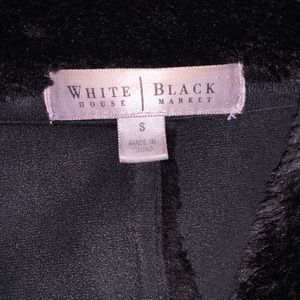 WHITE | BLACK
HOUSE MARKET
S
MADE IN
CHINA